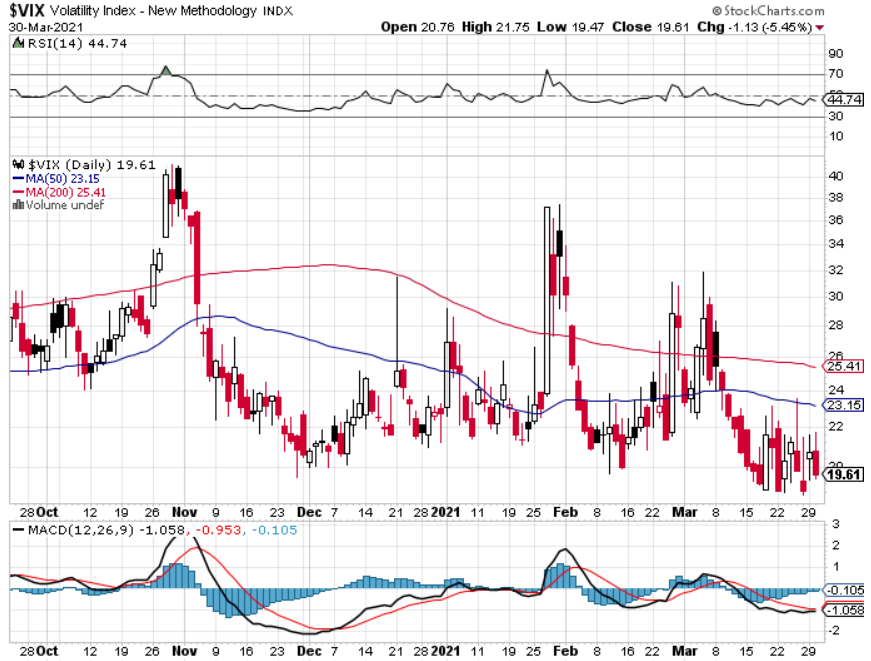 $VIX Volatility Index - New Methodology INDX
© StockCharts.com
30-Mar-2021
Open 20.76 High 21.75 Low 19.47 Close 19.61 Chg -1.13 (-5.45%)
RSI(14) 44.74
90
70
50
44.74
30
10
$VIX (Daily) 19.61
MA(50) 23.15
MA(200) 25.41
Volume undef
40
38
36
34
32
30
28
26
25.41
24
23.15
22
20
19.61
28 Oct 12 19 26 Nov 9 16 23 Dec 7 14 21 28 2021 11 19 25 Feb 8 16 22 Mar 8 15 22 29
MACD(12,26,9) -1.058, -0.953, -0.105
3
2
1
-0.105
-1.058
-2
28 Oct 12 19 26 Nov 9 16 23 Dec 7 14 21 28 2021 11 19 25 Feb 8 16 22 Mar 8 15 22 29